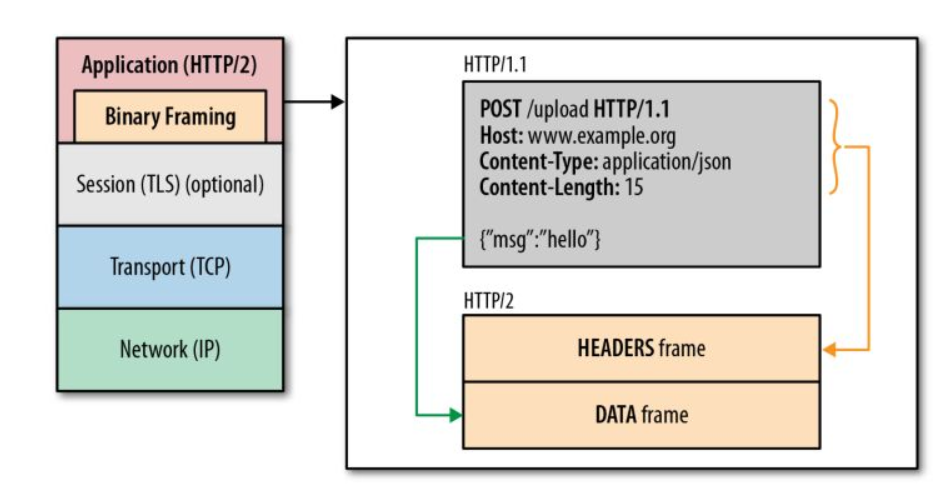 Application (HTTP/2)
Binary Framing
Session (TLS) (optional)
Transport (TCP)
Network (IP)
HTTP/1.1
POST /upload HTTP/1.1
Host: www.example.org
Content-Type: application/json
Content-Length: 15
{”msg”:”hello”}
HTTP/2
HEADERS frame
DATA frame